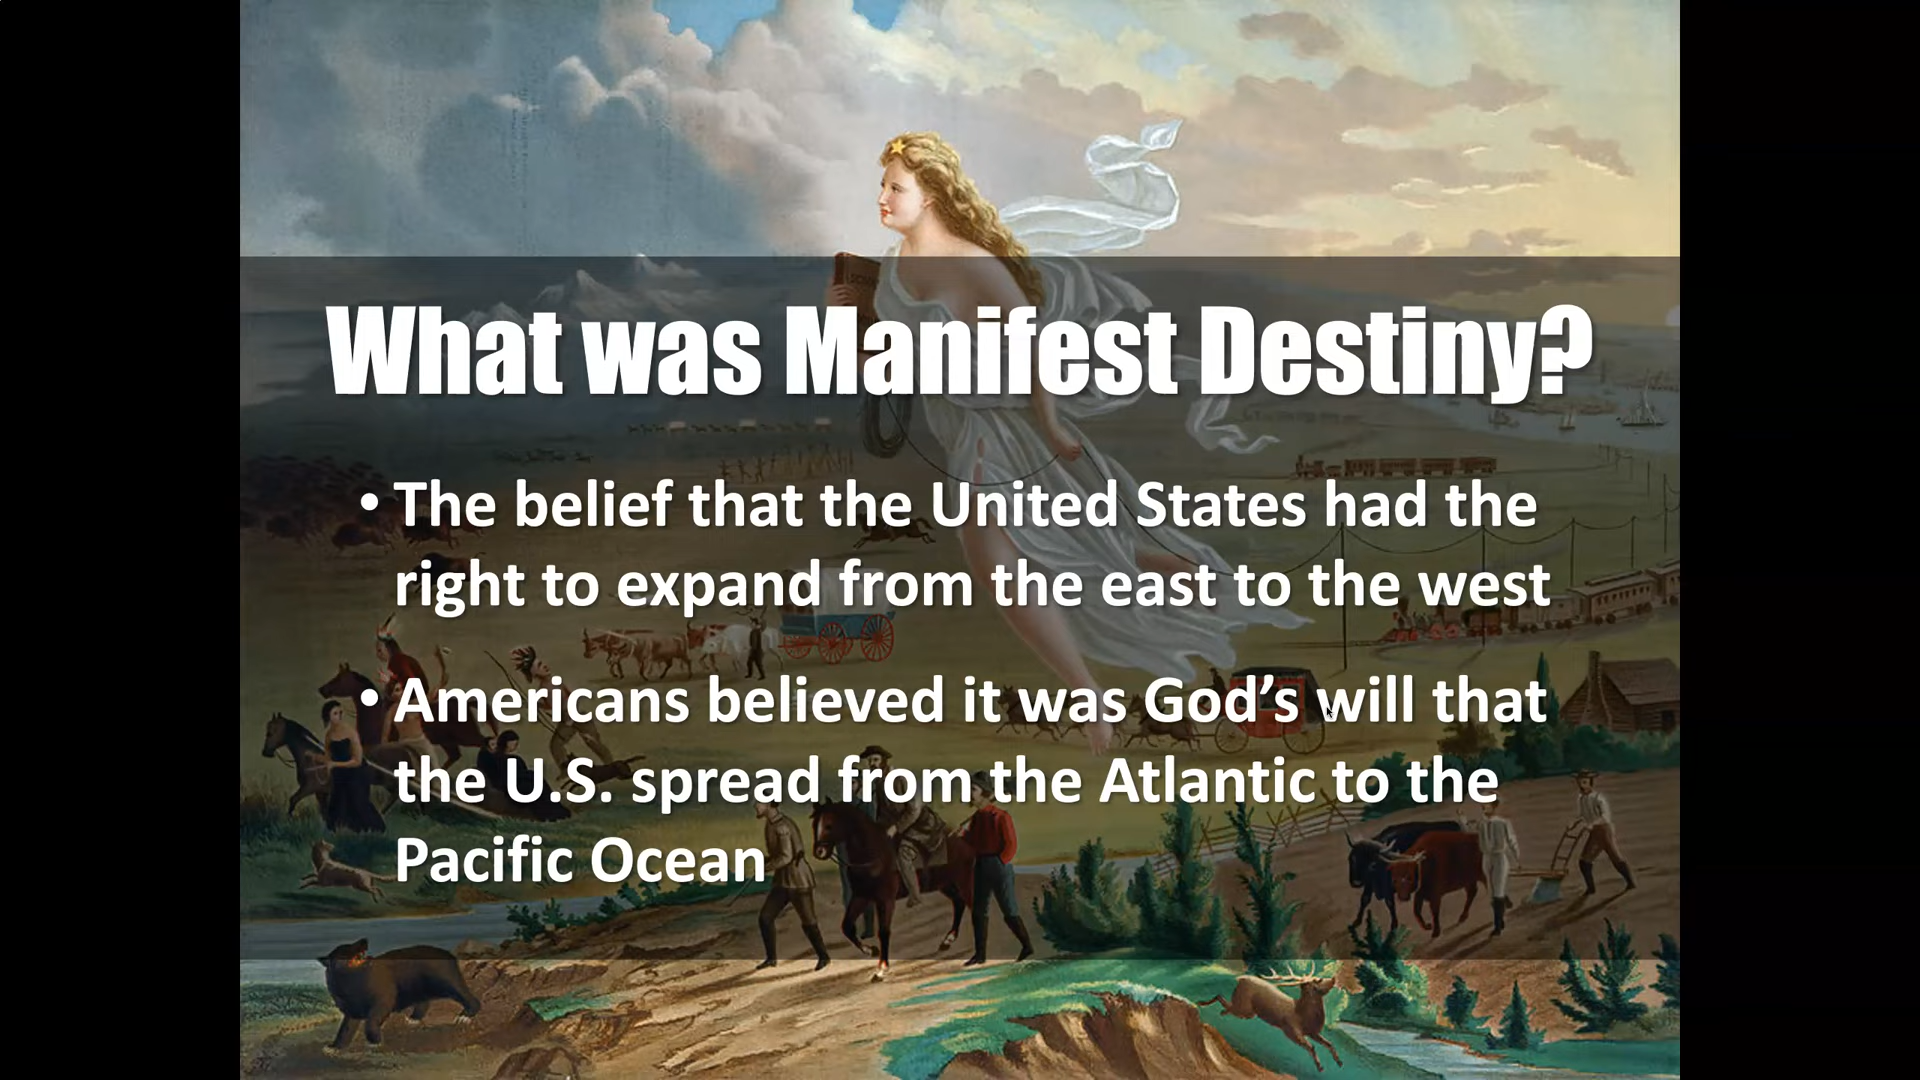 What was Manifest Destiny?
• The belief that the United States had the
right to expand from the east to the west
• Americans believed it was God’s will that
the U.S. spread from the Atlantic to the
Pacific Ocean